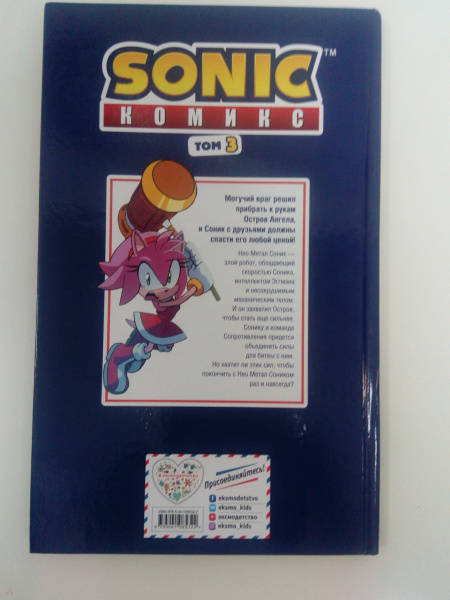 SONIC™
КОМИКС
ТОМ 3
Могучий враг решил
прибрать к рукам
Остров Ангела,
и Соник с друзьями должны
спасти его любой ценой!
Нео Метал Соник —
злой робот, обладающий
скоростью Соника,
интеллектом Эггмана
и несокрушимым
механическим телом.
И он захватил Остров,
чтобы стать еще сильнее.
Сонику и команде
Сопротивление придется
объединить силы
для битвы с ним.
Но хватит ли этих сил, чтобы
покончить с Нео Метал Соником
раз и навсегда?
Присоединяйтесь!
eksmodetstvo
eksmo_kids
эксмодетство
eksmo_kids